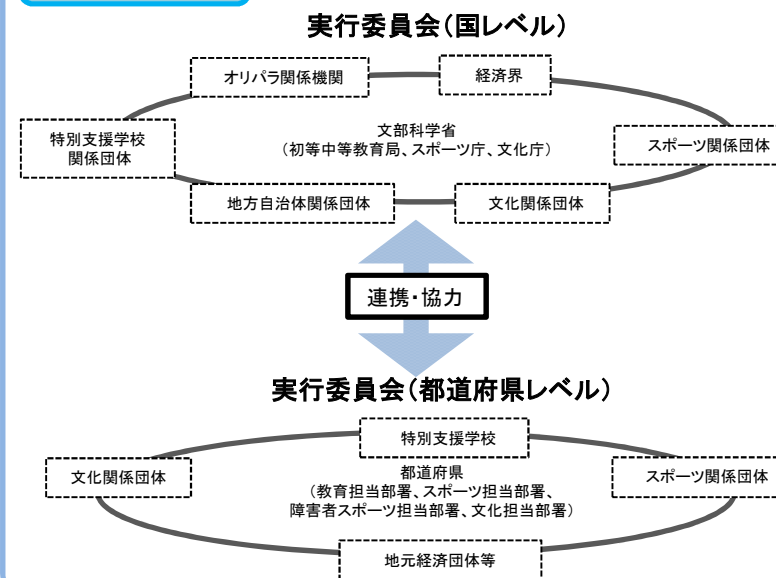 実行委員会(国レベル)
オリパラ関係機関
経済界
特別支援学校
関係団体
文部科学省
(初等中等教育局、スポーツ庁、文化庁)
スポーツ関係団体
地方自治体関係団体
文化関係団体
連携・協力
実行委員会(都道府県レベル)
特別支援学校
文化関係団体
都道府県
(教育担当部署、スポーツ担当部署、
障害者スポーツ担当部署、文化担当部署)
スポーツ関係団体
地元経済団体等